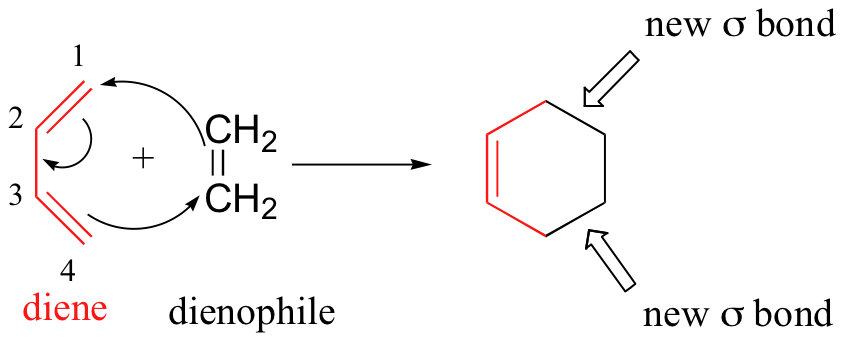 new σ bond
1
2
CH₂
+
3
CH₂
4
diene
dienophile
new σ bond